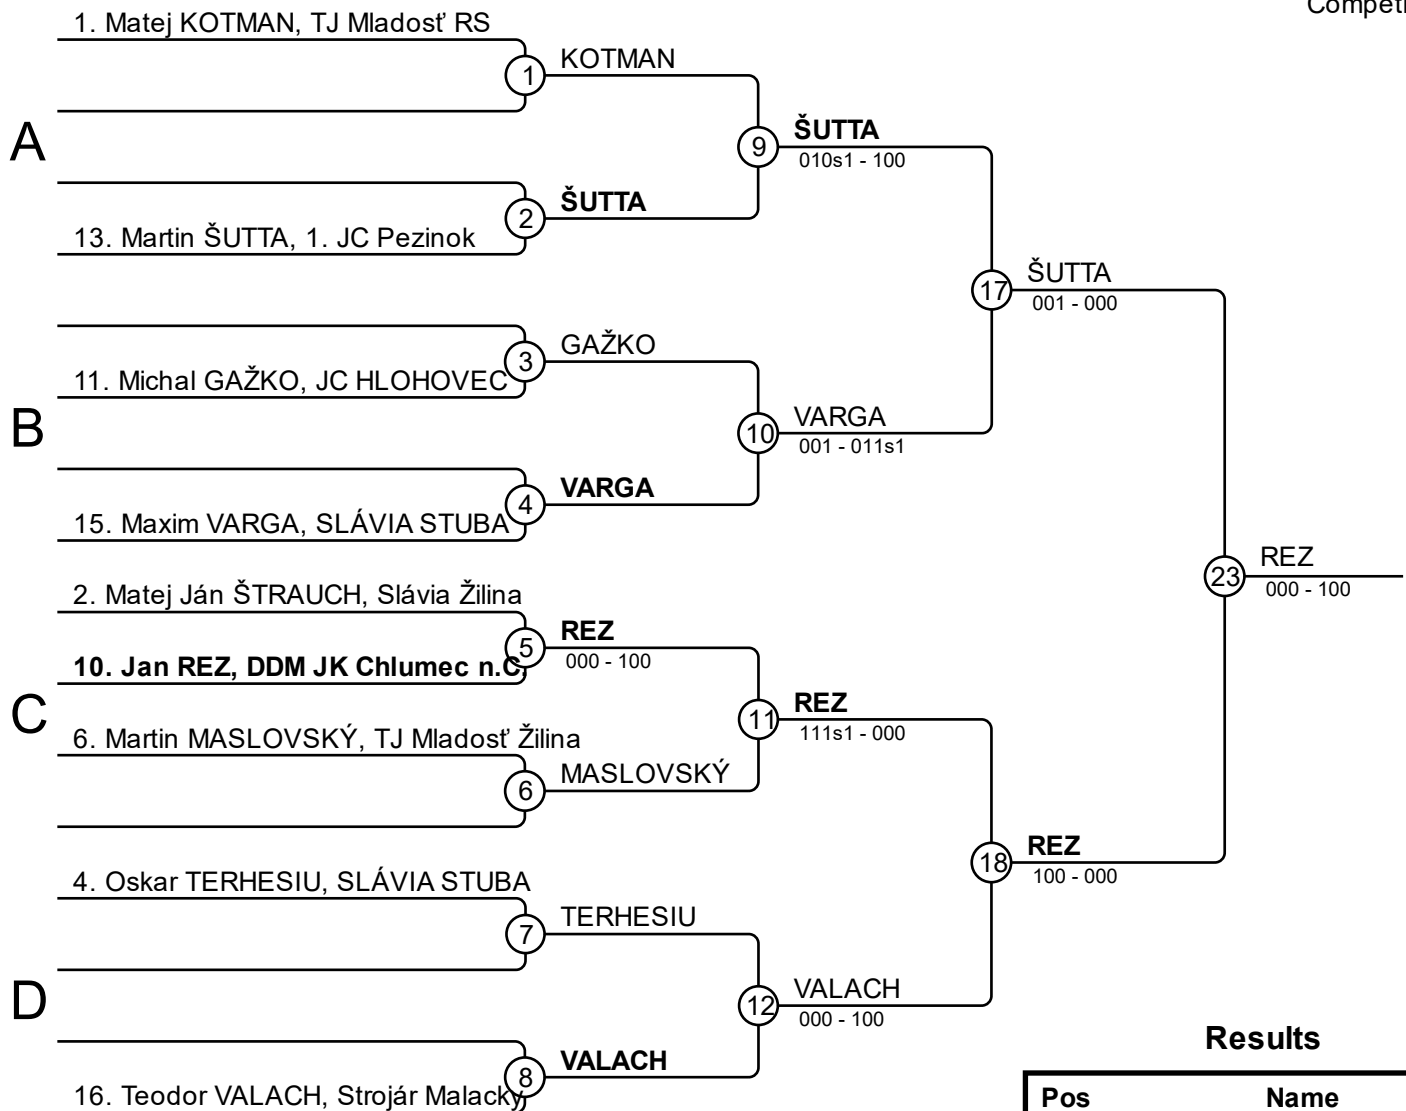 Competi
1. Matej KOTMAN, TJ Mladosť RS
1
KOTMAN
A
9
ŠUTTA
010s1 - 100
2
ŠUTTA
13. Martin ŠUTTA, 1. JC Pezinok
17
ŠUTTA
001 - 000
3
GAŽKO
11. Michal GAŽKO, JC HLOHOVEC
B
10
VARGA
001 - 011s1
4
VARGA
15. Maxim VARGA, SLÁVIA STUBA
23
REZ
000 - 100
2. Matej Ján ŠTRAUCH, Slávia Žilina
5
REZ
000 - 100
10. Jan REZ, DDM JK Chlumec n.C.
C
11
REZ
111s1 - 000
6. Martin MASLOVSKÝ, TJ Mladosť Žilina
6
MASLOVSKÝ
18
REZ
100 - 000
4. Oskar TERHESIU, SLÁVIA STUBA
7
TERHESIU
D
12
VALACH
000 - 100
8
VALACH
16. Teodor VALACH, Strojár Malacky
Results
Pos Name